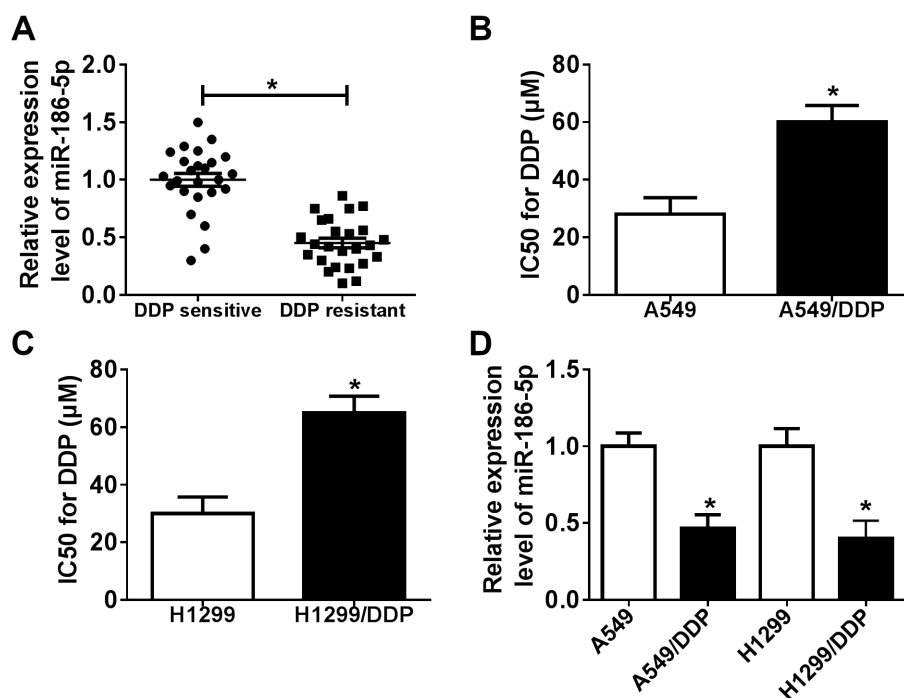 A
Relative expression
level of miR-186-5p
2.0
1.5
1.0
0.5
0.0
*
DDP sensitive
DDP resistant
B
IC50 for DDP (μM)
80
60
40
20
0
*
A549
A549/DDP
C
IC50 for DDP (μM)
80
60
40
20
0
*
H1299
H1299/DDP
D
Relative expression
level of miR-186-5p
1.5
1.0
0.5
0.0
*
*
A549
A549/DDP
H1299
H1299/DDP